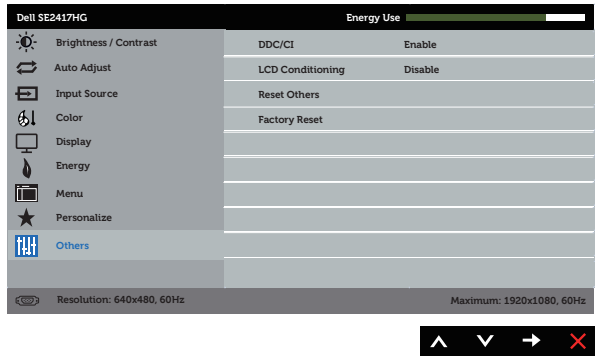 Dell SE2417HG
Energy Use
Brightness / Contrast
Auto Adjust
Input Source
Color
Display
Energy
Menu
Personalize
Others
DDC/CI Enable
LCD Conditioning Disable
Reset Others
Factory Reset
Resolution: 640x480, 60Hz
Maximum: 1920x1080, 60Hz